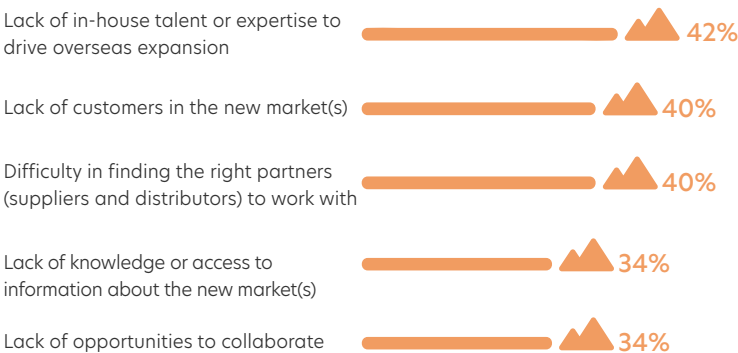 Lack of in-house talent or expertise to
drive overseas expansion
42%
Lack of customers in the new market(s)
40%
Difficulty in finding the right partners
(suppliers and distributors) to work with
40%
Lack of knowledge or access to
information about the new market(s)
34%
Lack of opportunities to collaborate
34%